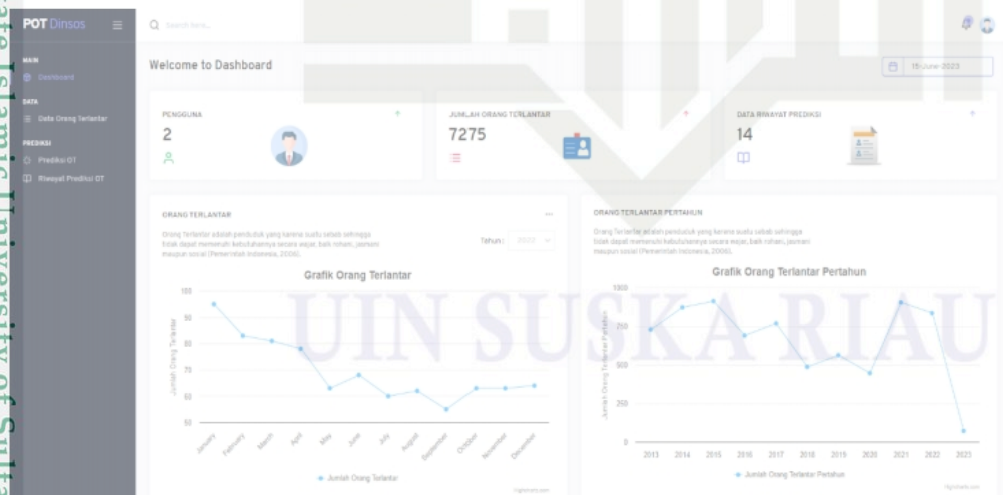 POT Dinsos
Search here...
MAIN
Dashboard
DATA
Data Orang Terlantar
PREDIKSI
Prediksi OT
Riwayat Prediksi OT
Welcome to Dashboard
15-June-2023
PENGGUNA
2
JUMLAH ORANG TERLANTAR
7275
DATA RIWAYAT PREDIKSI
14
ORANG TERLANTAR
Orang Terlantar adalah penduduk yang karena suatu sebab sehingga
tidak dapat memenuhi kebutuhannya secara wajar, baik rohani, jasmani
maupun sosial (Pemerintah Indonesia, 2006).
Tahun: 2022
Grafik Orang Terlantar
Jumlah Orang Terlantar
100
90
80
70
60
50
January February March April May June July August September October November December
Jumlah Orang Terlantar
Highcharts.com
ORANG TERLANTAR PERTAHUN
Orang Terlantar adalah penduduk yang karena suatu sebab sehingga
tidak dapat memenuhi kebutuhannya secara wajar, baik rohani, jasmani
maupun sosial (Pemerintah Indonesia, 2006).
Grafik Orang Terlantar Pertahun
Jumlah Orang Terlantar Pertahun
1000
750
500
250
0
2013 2014 2015 2016 2017 2018 2019 2020 2021 2022 2023
Jumlah Orang Terlantar Pertahun
Highcharts.com
UIN SUSKA RIAU